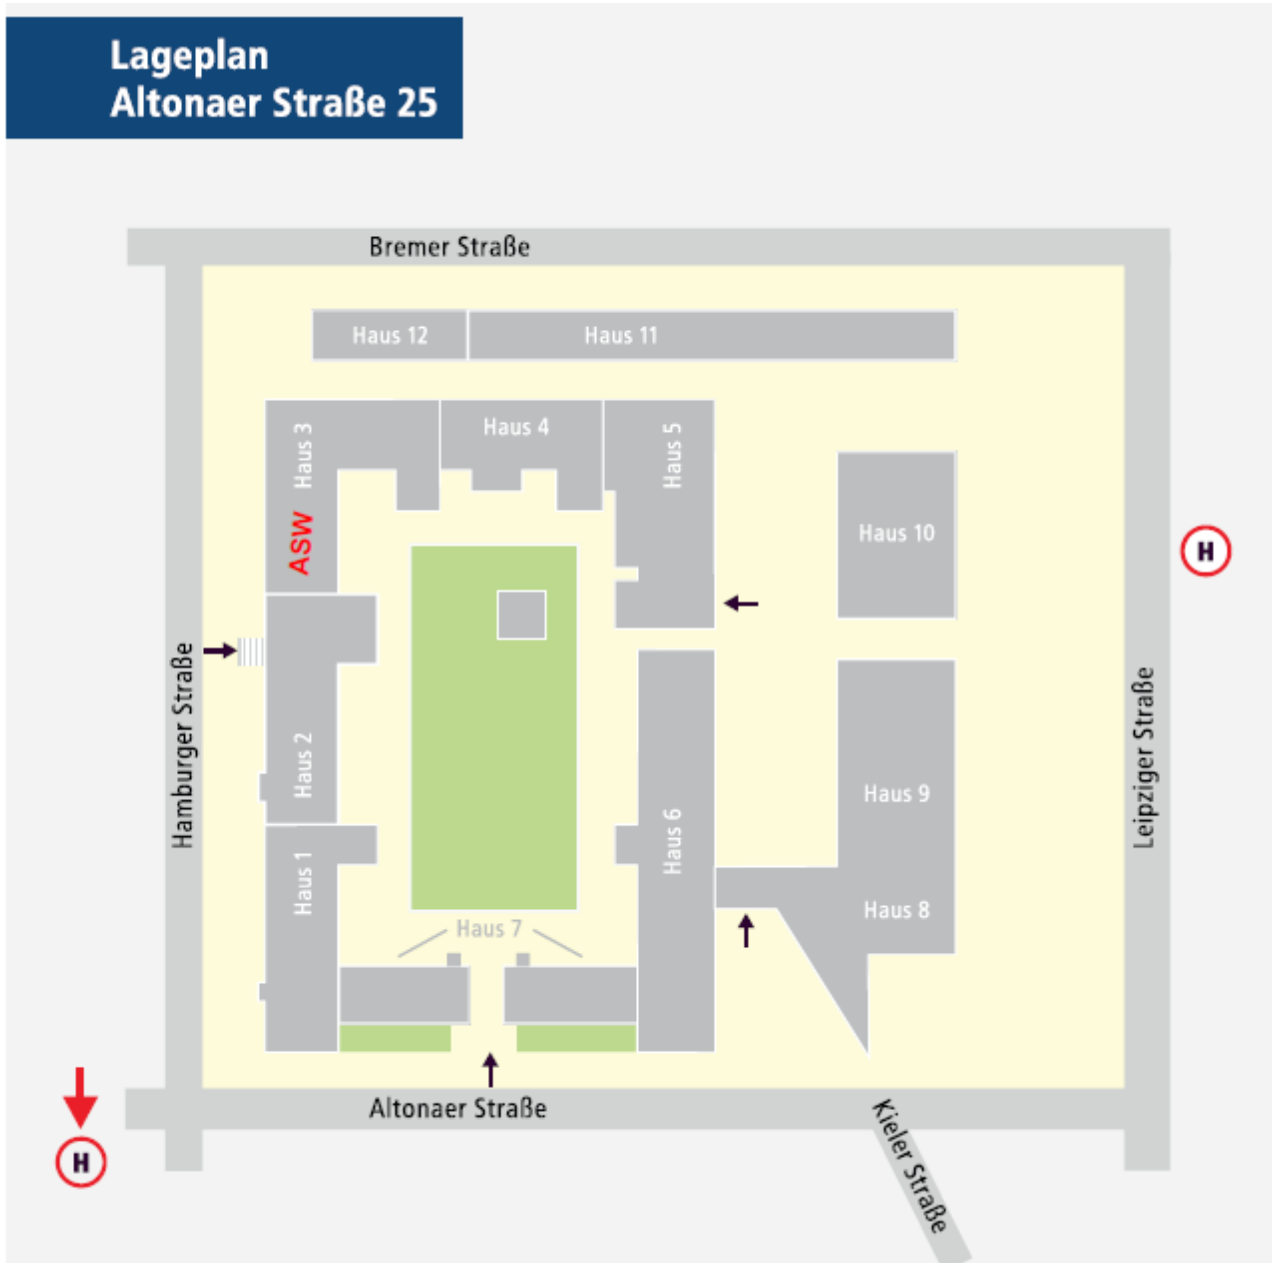 Lageplan
Altonaer Straße 25
Bremer Straße
Haus 12
Haus 11
Haus 3
Haus 4
Haus 5
ASW
Haus 10
H
Hamburger Straße
Haus 2
Leipziger Straße
Haus 9
Haus 6
Haus 1
Haus 8
Haus 7
Altonaer Straße
Kieler Straße
H